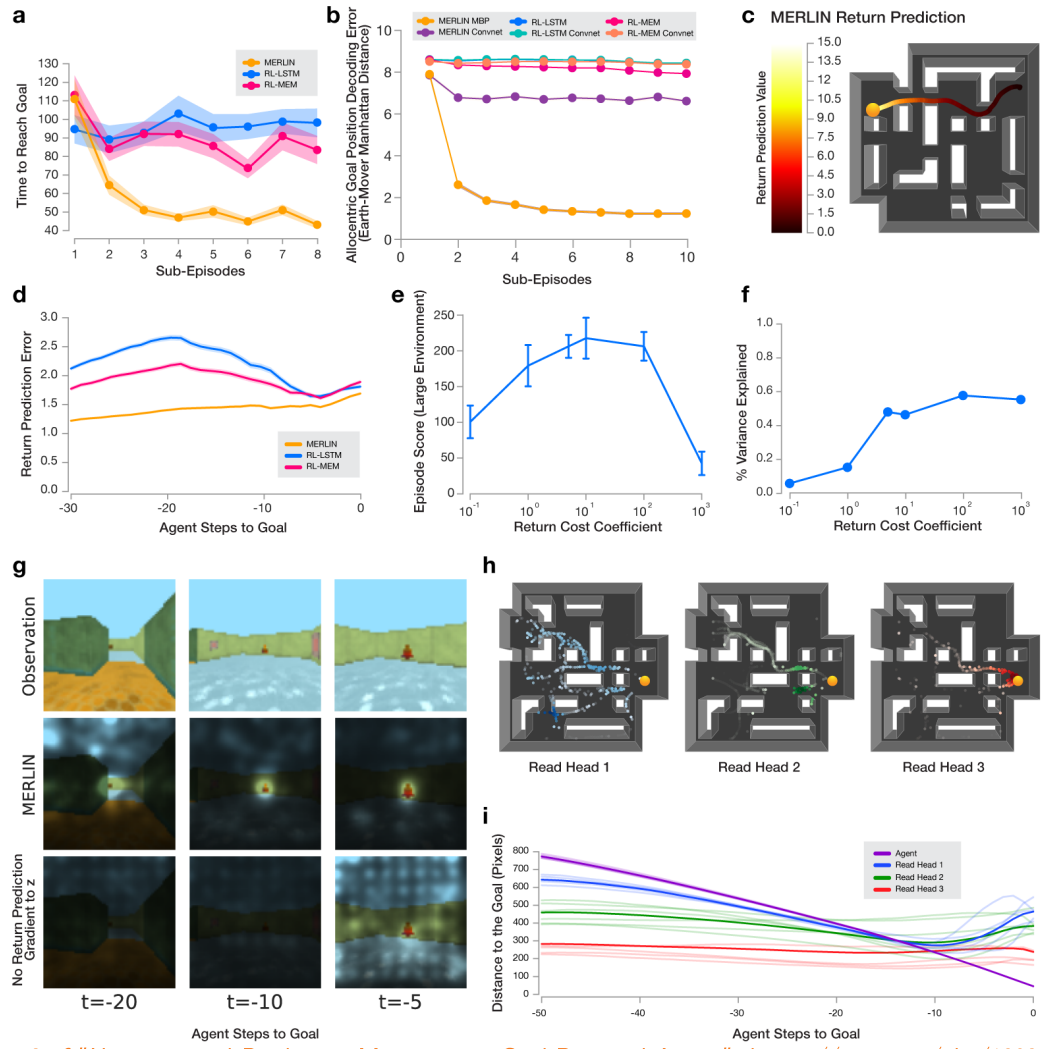 a
130
120
110
100
90
80
70
60
50
40
Time to Reach Goal
MERLIN
RL-LSTM
RL-MEM
1 2 3 4 5 6 7 8
Sub-Episodes
b
MERLIN MBP
MERLIN Convnet
RL-LSTM
RL-LSTM Convnet
RL-MEM
RL-MEM Convnet
Allocentric Goal Position Decoding Error
(Earth-Mover Manhattan Distance)
10
8
6
4
2
0
0 2 4 6 8 10
Sub-Episodes
c MERLIN Return Prediction
Return Prediction Value
15.0
13.5
12.0
10.5
9.0
7.5
6.0
4.5
3.0
1.5
0.0
d
Return Prediction Error
3.0
2.5
2.0
1.5
1.0
0.5
0.0
MERLIN
RL-LSTM
RL-MEM
-30 -20 -10 0
Agent Steps to Goal
e
Episode Score (Large Environment)
250
200
150
100
50
0
10⁻¹ 10⁰ 10¹ 10² 10³
Return Cost Coefficient
f
% Variance Explained
1.0
0.8
0.6
0.4
0.2
0.0
10⁻¹ 10⁰ 10¹ 10² 10³
Return Cost Coefficient
g
Observation
MERLIN
No Return Prediction
Gradient to z
t=-20 t=-10 t=-5
Agent Steps to Goal
h
Read Head 1
Read Head 2
Read Head 3
i
Distance to the Goal (Pixels)
800
700
600
500
400
300
200
100
0
Agent
Read Head 1
Read Head 2
Read Head 3
-50 -40 -30 -20 -10 0
Agent Steps to Goal